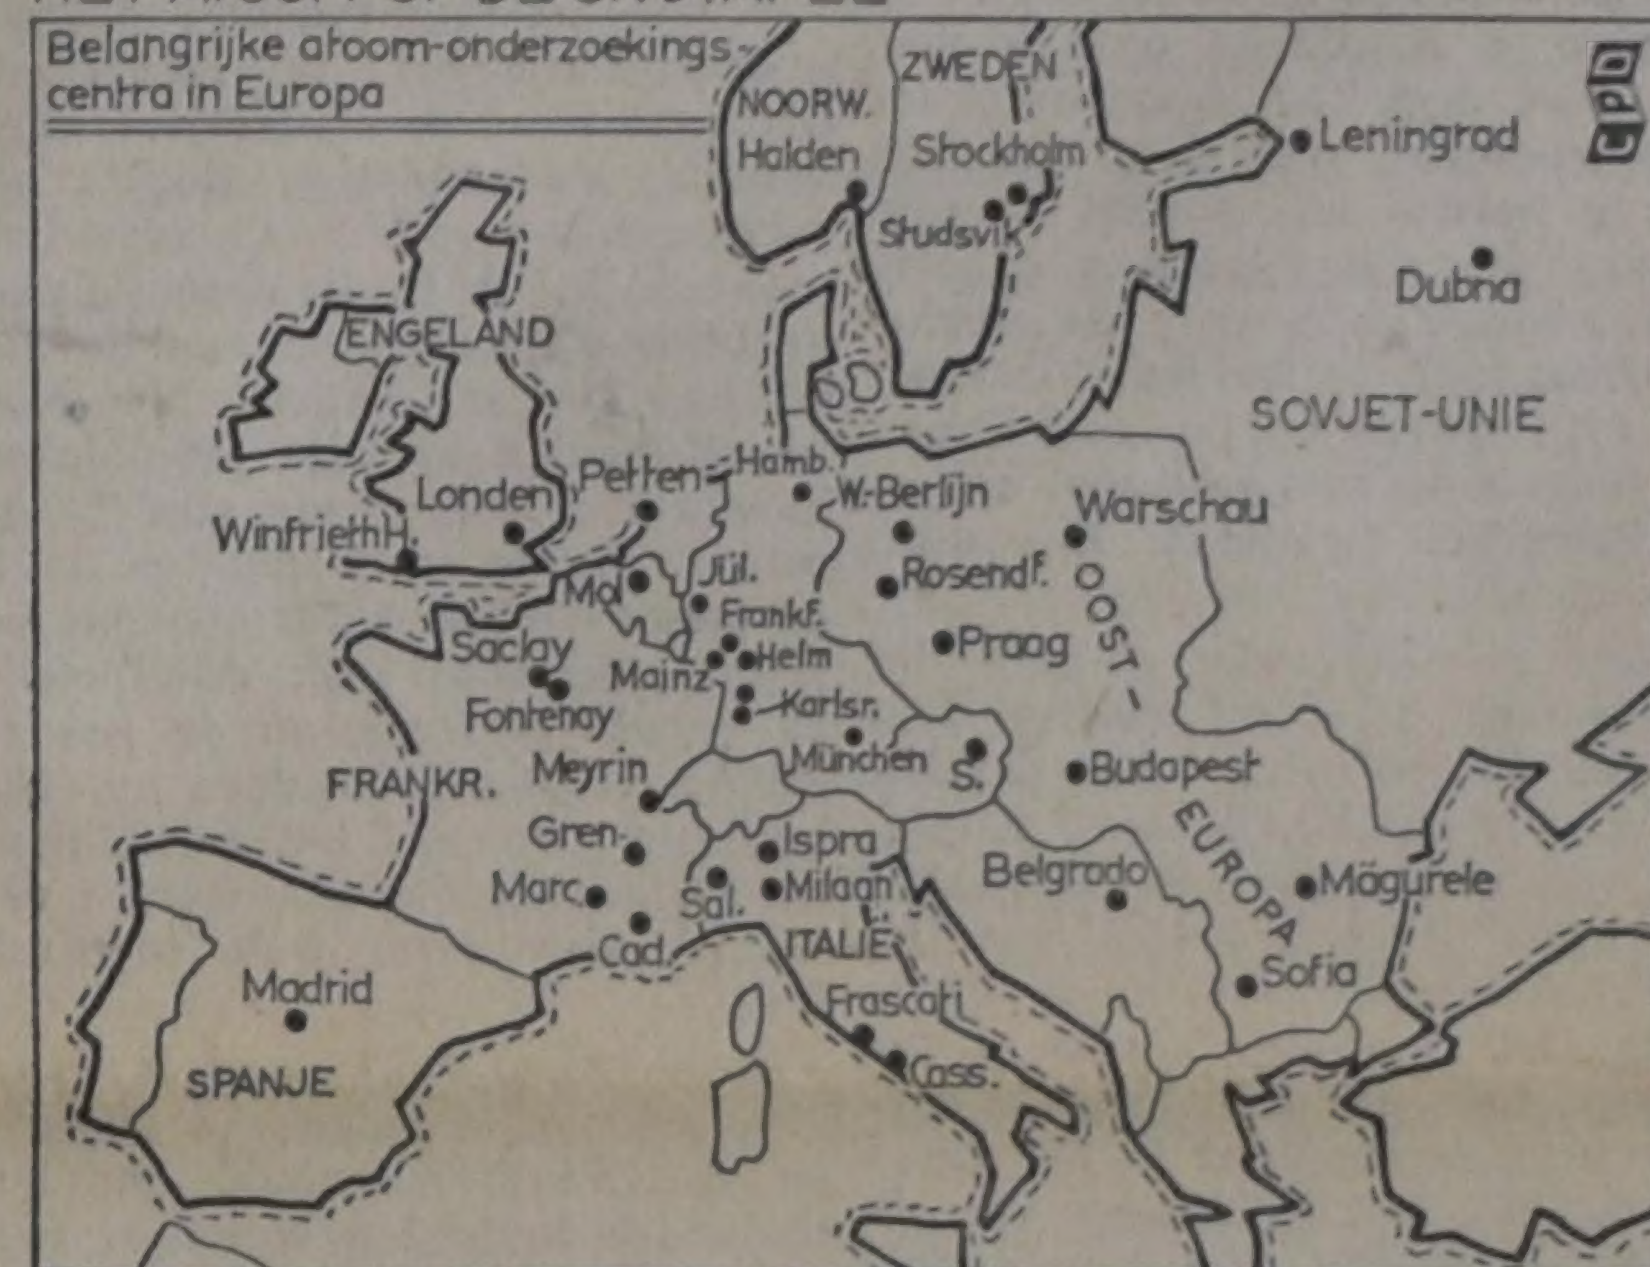 Belangrijke atoom-onderzoekings-
centra in Europa
CPD
NOORW.
ZWEDEN
Halden
Stockholm
Studsvik
Leningrad
Dubna
SOVJET-UNIE
ENGELAND
Londen
WinfriethH.
Petten
Hamb.
W.-Berlijn
Warschau
Mol
Jül.
Rosendf.
OOST-
EUROPA
Frankf.
Saclay
Mainz
Helm
Praag
Fontenay
Karlsr.
FRANKR.
Meyrin
München
S.
Budapest
Gren.
Ispra
Marc.
Sal.
Milaan
Belgrado
Mägurele
Cad.
ITALIE
Madrid
Frascati
Sofia
SPANJE
Cass.